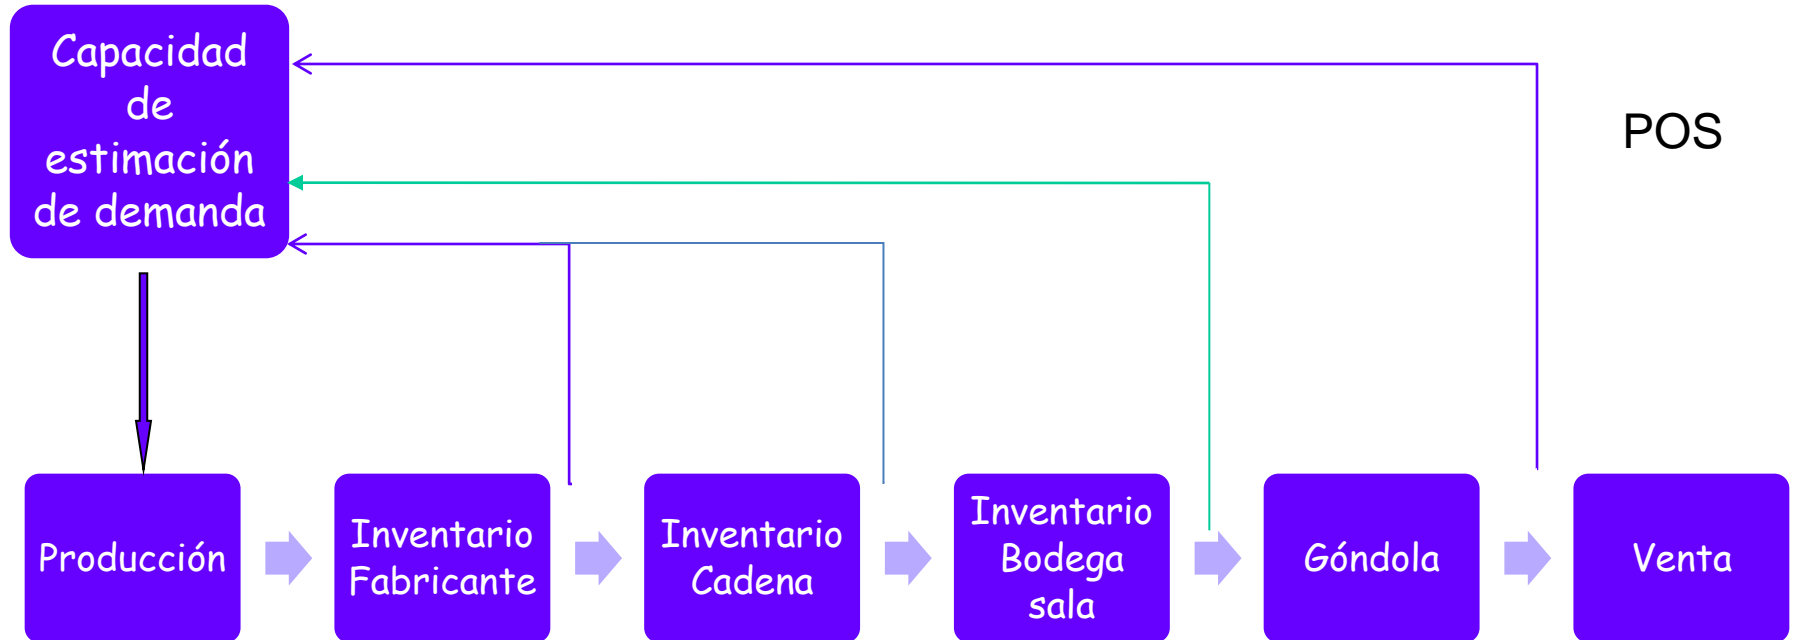 Capacidad
de
estimación
de demanda
POS
Producción
Inventario
Fabricante
Inventario
Cadena
Inventario
Bodega
sala
Góndola
Venta